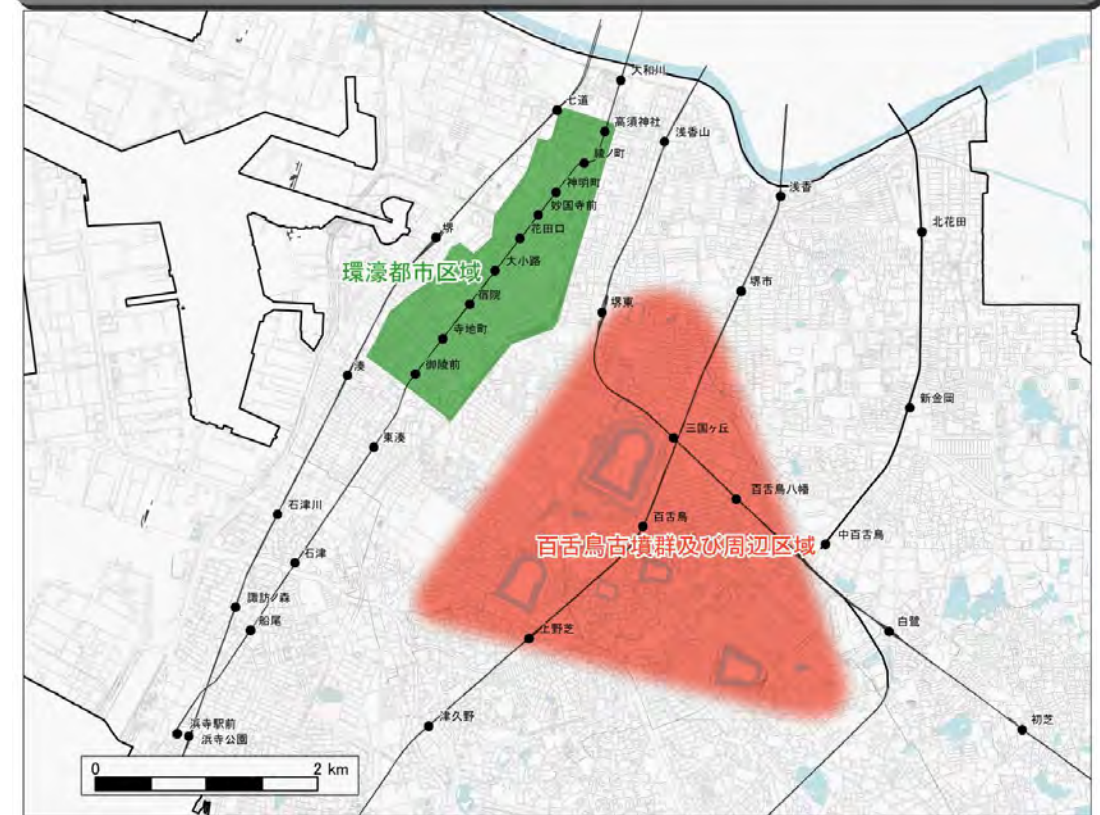 大和川
七道
高須神社
浅香山
綾ノ町
神明町
浅香
妙国寺前
北花田
堺
花田口
大小路
環濠都市区域
堺市
宿院
堺東
寺地町
御陵前
湊
新金岡
三国ヶ丘
東湊
百舌鳥八幡
石津川
百舌鳥
中百舌鳥
百舌鳥古墳群及び周辺区域
石津
諏訪ノ森
船尾
上野芝
白鷺
津久野
浜寺駅前
浜寺公園
初芝
0 2 km